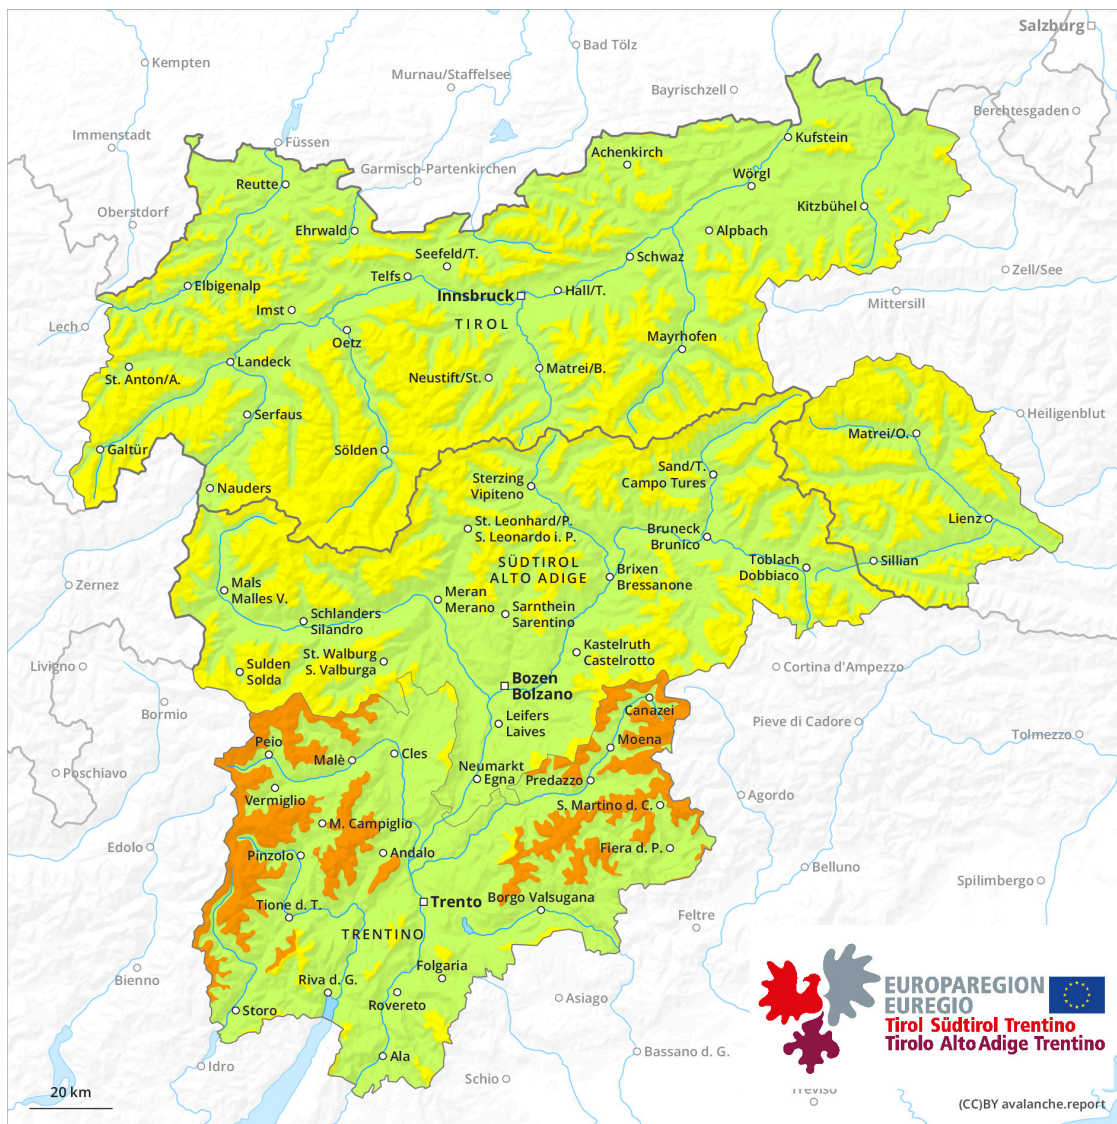 Salzburg
Bad Tölz
Kempten
Murnau/Staffelsee
Bayrischzell
Berchtesgaden
Immenstadt
Füssen
Kufstein
Achenkirch
Garmisch-Partenkirchen
Wörgl
Reutte
Oberstdorf
Kitzbühel
Ehrwald
Alpbach
Seefeld/T.
Schwaz
Telfs
Zell/See
Elbigenalp
Hall/T.
Innsbruck
Mittersill
Imst
TIROL
Lech
Oetz
Mayrhofen
Landeck
Matrei/B.
St. Anton/A.
Neustift/St.
Serfaus
Heiligenblut
Matrei/O.
Galtür
Sölden
Sand/T.
Campo Tures
Sterzing
Vipiteno
Nauders
St. Leonhard/P.
S. Leonardo i. P.
Lienz
Bruneck
Brunico
SÜDTIROL
ALTO ADIGE
Toblach
Dobbiaco
Sillian
Brixen
Bressanone
Zernez
Mals
Malles V.
Meran
Merano
Sarnthein
Sarentino
Schlanders
Silandro
Kastelruth
Castelrotto
St. Walburg
S. Valburga
Livigno
Sulden
Solda
Cortina d'Ampezzo
Bozen
Bolzano
Bormio
Canazei
Leifers
Laives
Pieve di Cadore
Tolmezzo
Moena
Peio
Malè
Cles
Poschiavo
Neumarkt
Egna
Predazzo
Vermiglio
Agordo
S. Martino d. C.
M. Campiglio
Edolo
Pinzolo
Andalo
Fiera d. P.
Belluno
Spilimbergo
Trento
Borgo Valsugana
Tione d. T.
Feltre
TRENTINO
Folgaria
Bienno
Riva d. G.
Rovereto
Asiago
Storo
EUROPAREGION
EUREGIO
Tirol Südtirol Trentino
Tirolo Alto Adige Trentino
Ala
Bassano d. G.
Idro
Schio
Treviso
20 km
(CC)BY avalanche.report